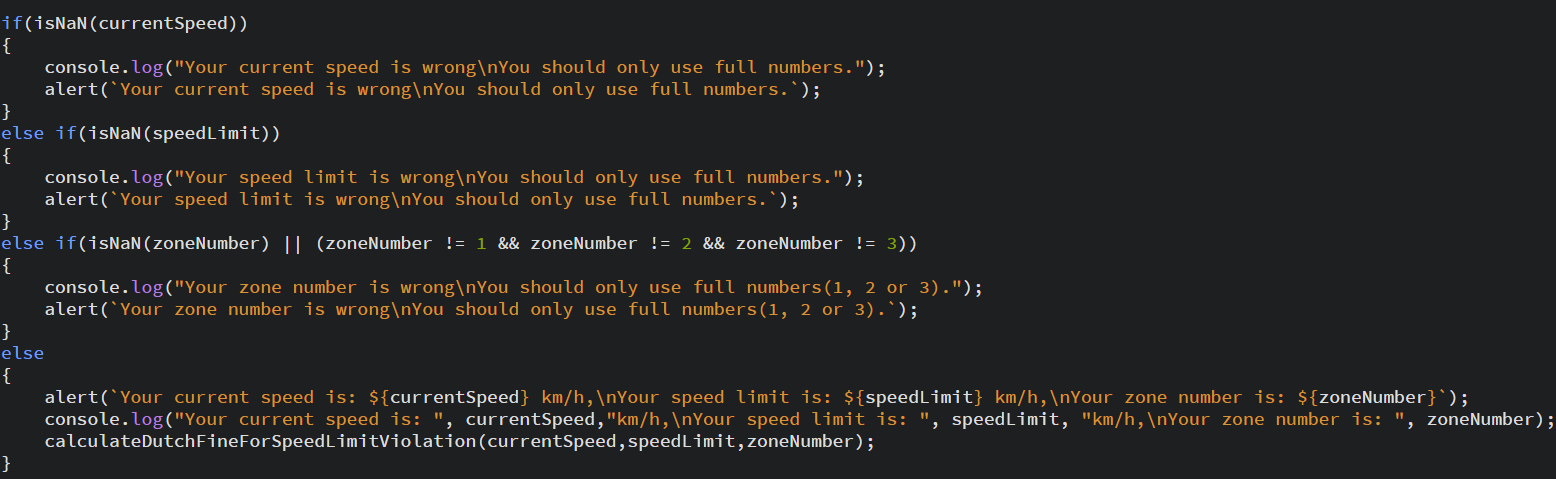 if(isNaN(currentSpeed))
{
    console.log("Your current speed is wrong\nYou should only use full numbers.");
    alert(`Your current speed is wrong\nYou should only use full numbers.`);
}
else if(isNaN(speedLimit))
{
    console.log("Your speed limit is wrong\nYou should only use full numbers.");
    alert(`Your speed limit is wrong\nYou should only use full numbers.`);
}
else if(isNaN(zoneNumber) || (zoneNumber != 1 && zoneNumber != 2 && zoneNumber != 3))
{
    console.log("Your zone number is wrong\nYou should only use full numbers(1, 2 or 3).");
    alert(`Your zone number is wrong\nYou should only use full numbers(1, 2 or 3).`);
}
else
{
    alert(`Your current speed is: ${currentSpeed} km/h,\nYour speed limit is: ${speedLimit} km/h,\nYour zone number is: ${zoneNumber}`);
    console.log("Your current speed is: ", currentSpeed,"km/h,\nYour speed limit is: ", speedLimit, "km/h,\nYour zone number is: ", zoneNumber);
    calculateDutchFineForSpeedLimitViolation(currentSpeed,speedLimit,zoneNumber);
}